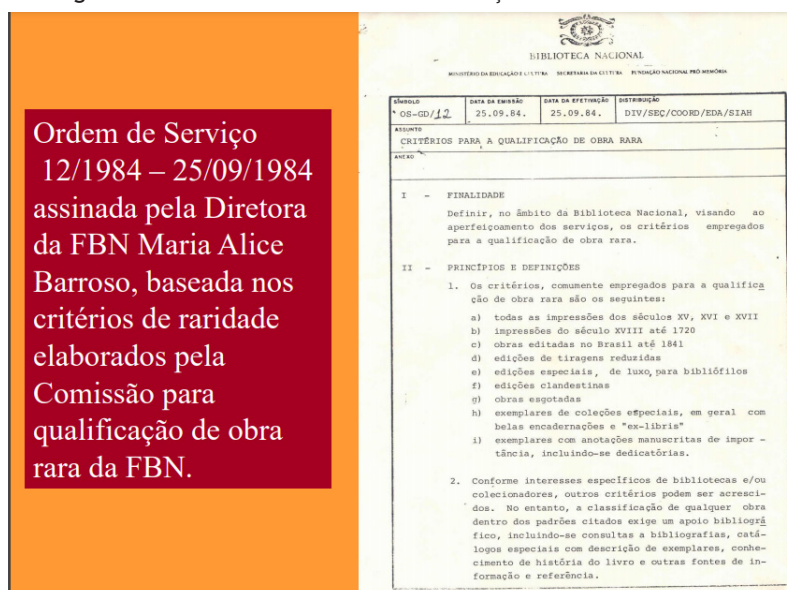 Ordem de Serviço
12/1984 – 25/09/1984
assinada pela Diretora
da FBN Maria Alice
Barroso, baseada nos
critérios de raridade
elaborados pela
Comissão para
qualificação de obra
rara da FBN.
BIBLIOTECA NACIONAL
MINISTÉRIO DA EDUCAÇÃO E CULTURA SECRETARIA DA CULTURA FUNDAÇÃO NACIONAL PRÓ-MEMÓRIA
SÍMBOLO DATA DA EMISSÃO DATA DA EFETIVAÇÃO DISTRIBUIÇÃO
OS-GD/12 25.09.84. 25.09.84. DIV/SEÇ/COORD/EDA/SIAH
ASSUNTO
CRITÉRIOS PARA A QUALIFICAÇÃO DE OBRA RARA
ANEXO
I - FINALIDADE
Definir, no âmbito da Biblioteca Nacional, visando ao
aperfeiçoamento dos serviços, os critérios empregados
para a qualificação de obra rara.
II - PRINCÍPIOS E DEFINIÇÕES
1. Os critérios, comumente empregados para a qualifica
ção de obra rara são os seguintes:
a) todas as impressões dos séculos XV, XVI e XVII
b) impressões do século XVIII até 1720
c) obras editadas no Brasil até 1841
d) edições de tiragens reduzidas
e) edições especiais, de luxo, para bibliófilos
f) edições clandestinas
g) obras esgotadas
h) exemplares de coleções especiais, em geral com
belas encadernações e "ex-libris"
i) exemplares com anotações manuscritas de impor -
tância, incluindo-se dedicatórias.
2. Conforme interesses específicos de bibliotecas e/ou
colecionadores, outros critérios podem ser acresci-
dos. No entanto, a classificação de qualquer obra
dentro dos padrões citados exige um apoio bibliográ
fico, incluindo-se consultas a bibliografias, catá-
logos especiais com descrição de exemplares, conhe-
cimento de história do livro e outras fontes de in-
formação e referência.